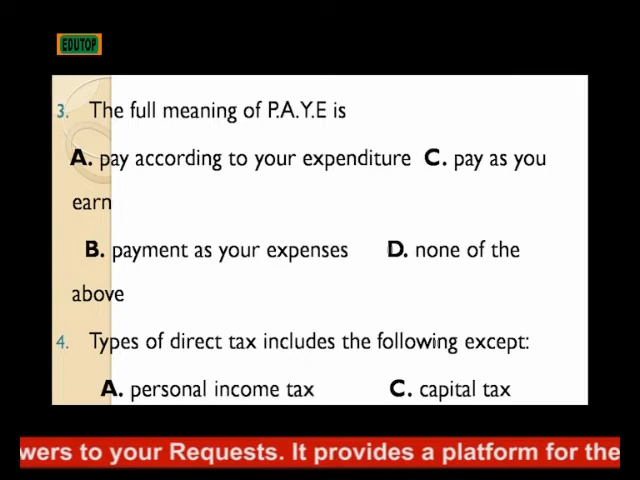 EDUTOP
3. The full meaning of P.A.Y.E is
A. pay according to your expenditure C. pay as you
earn
B. payment as your expenses D. none of the
above
4. Types of direct tax includes the following except:
A. personal income tax C. capital tax
wers to your Requests. It provides a platform for the